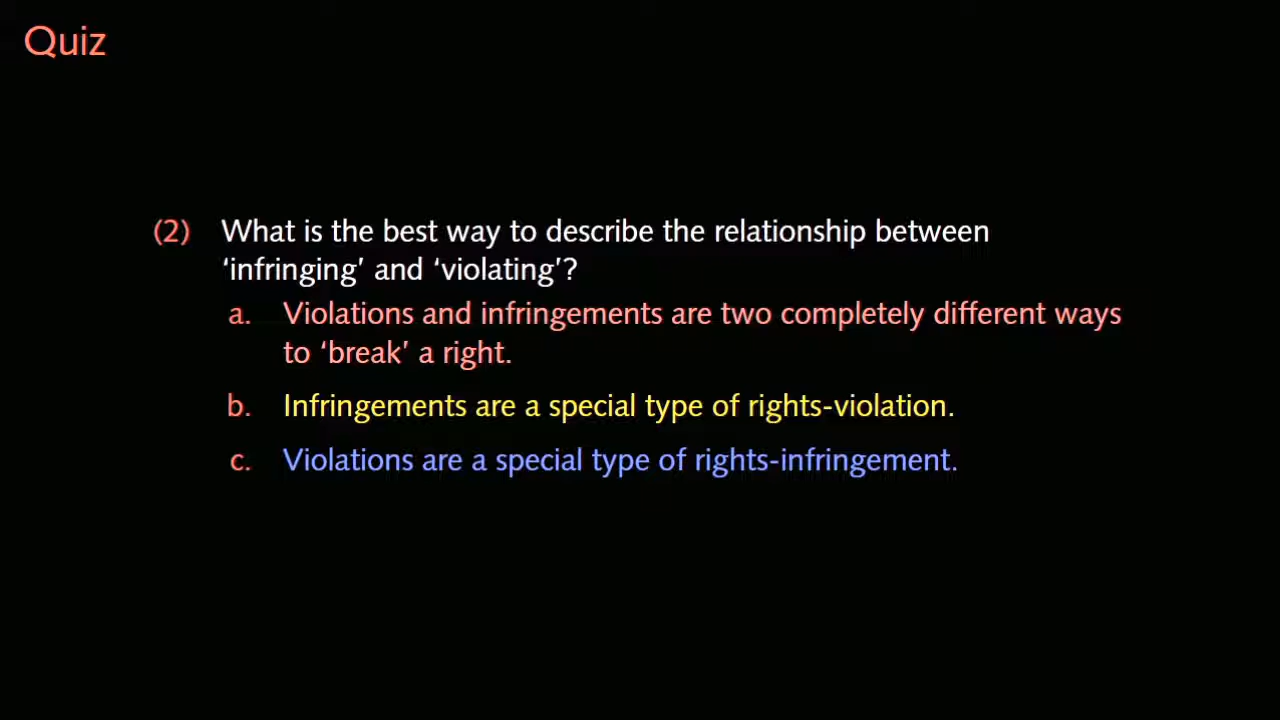 Quiz
(2) What is the best way to describe the relationship between
‘infringing’ and ‘violating’?
a. Violations and infringements are two completely different ways
to ‘break’ a right.
b. Infringements are a special type of rights-violation.
c. Violations are a special type of rights-infringement.